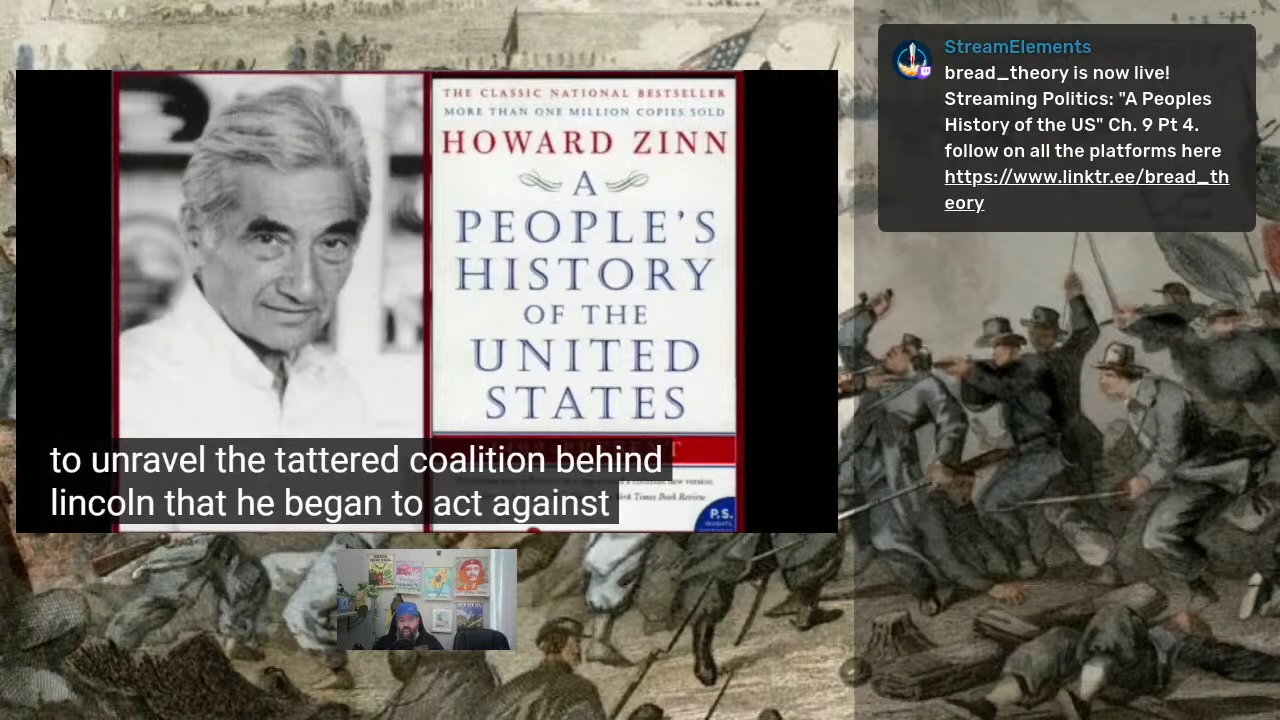 THE CLASSIC NATIONAL BESTSELLER
MORE THAN ONE MILLION COPIES SOLD
HOWARD ZINN
A
PEOPLE'S
HISTORY
OF THE
UNITED
STATES
York Times Book Review
P.S.
to unravel the tattered coalition behind
lincoln that he began to act against
StreamElements
bread_theory is now live!
Streaming Politics: "A Peoples
History of the US" Ch. 9 Pt 4.
follow on all the platforms here
https://www.linktr.ee/bread_th
eory